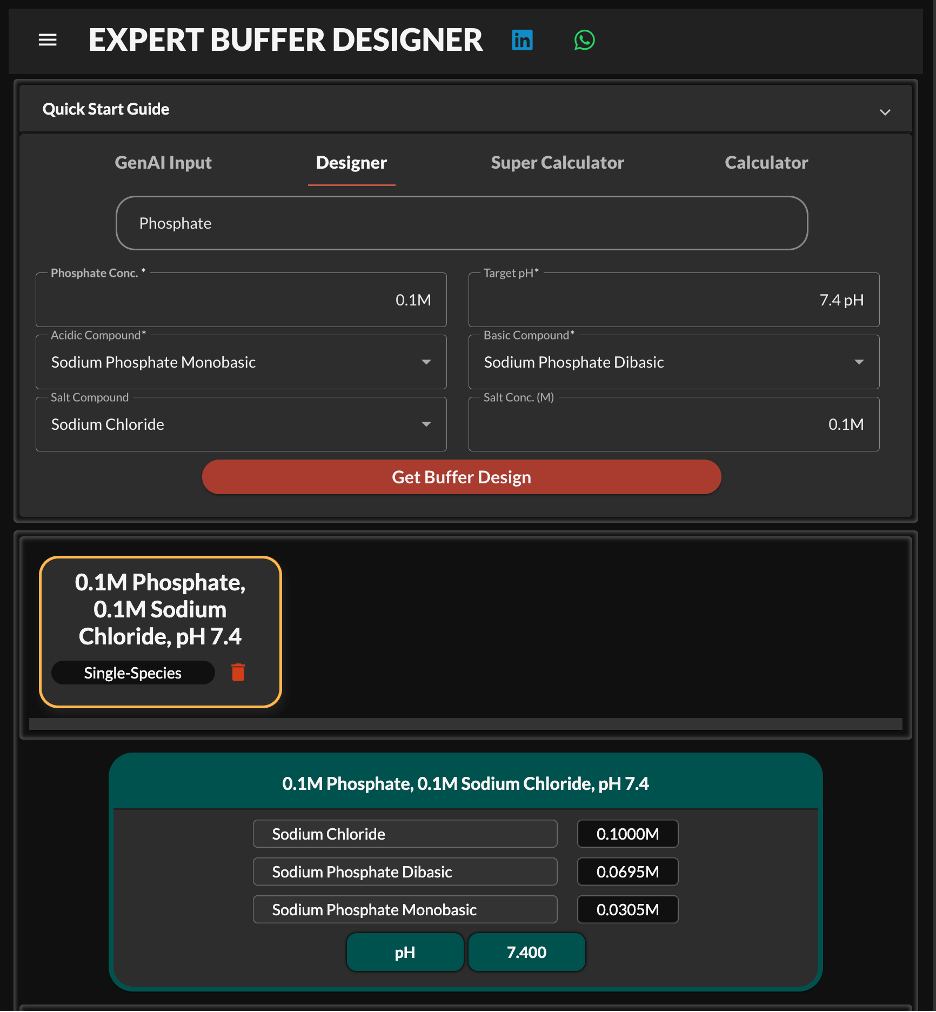 EXPERT BUFFER DESIGNER
Quick Start Guide
GenAI Input Designer Super Calculator Calculator
Phosphate
Phosphate Conc. * Target pH*
0.1M 7.4 pH
Acidic Compound* Basic Compound*
Sodium Phosphate Monobasic Sodium Phosphate Dibasic
Salt Compound Salt Conc. (M)
Sodium Chloride 0.1M
Get Buffer Design
0.1M Phosphate,
0.1M Sodium
Chloride, pH 7.4
Single-Species
0.1M Phosphate, 0.1M Sodium Chloride, pH 7.4
Sodium Chloride 0.1000M
Sodium Phosphate Dibasic 0.0695M
Sodium Phosphate Monobasic 0.0305M
pH 7.400